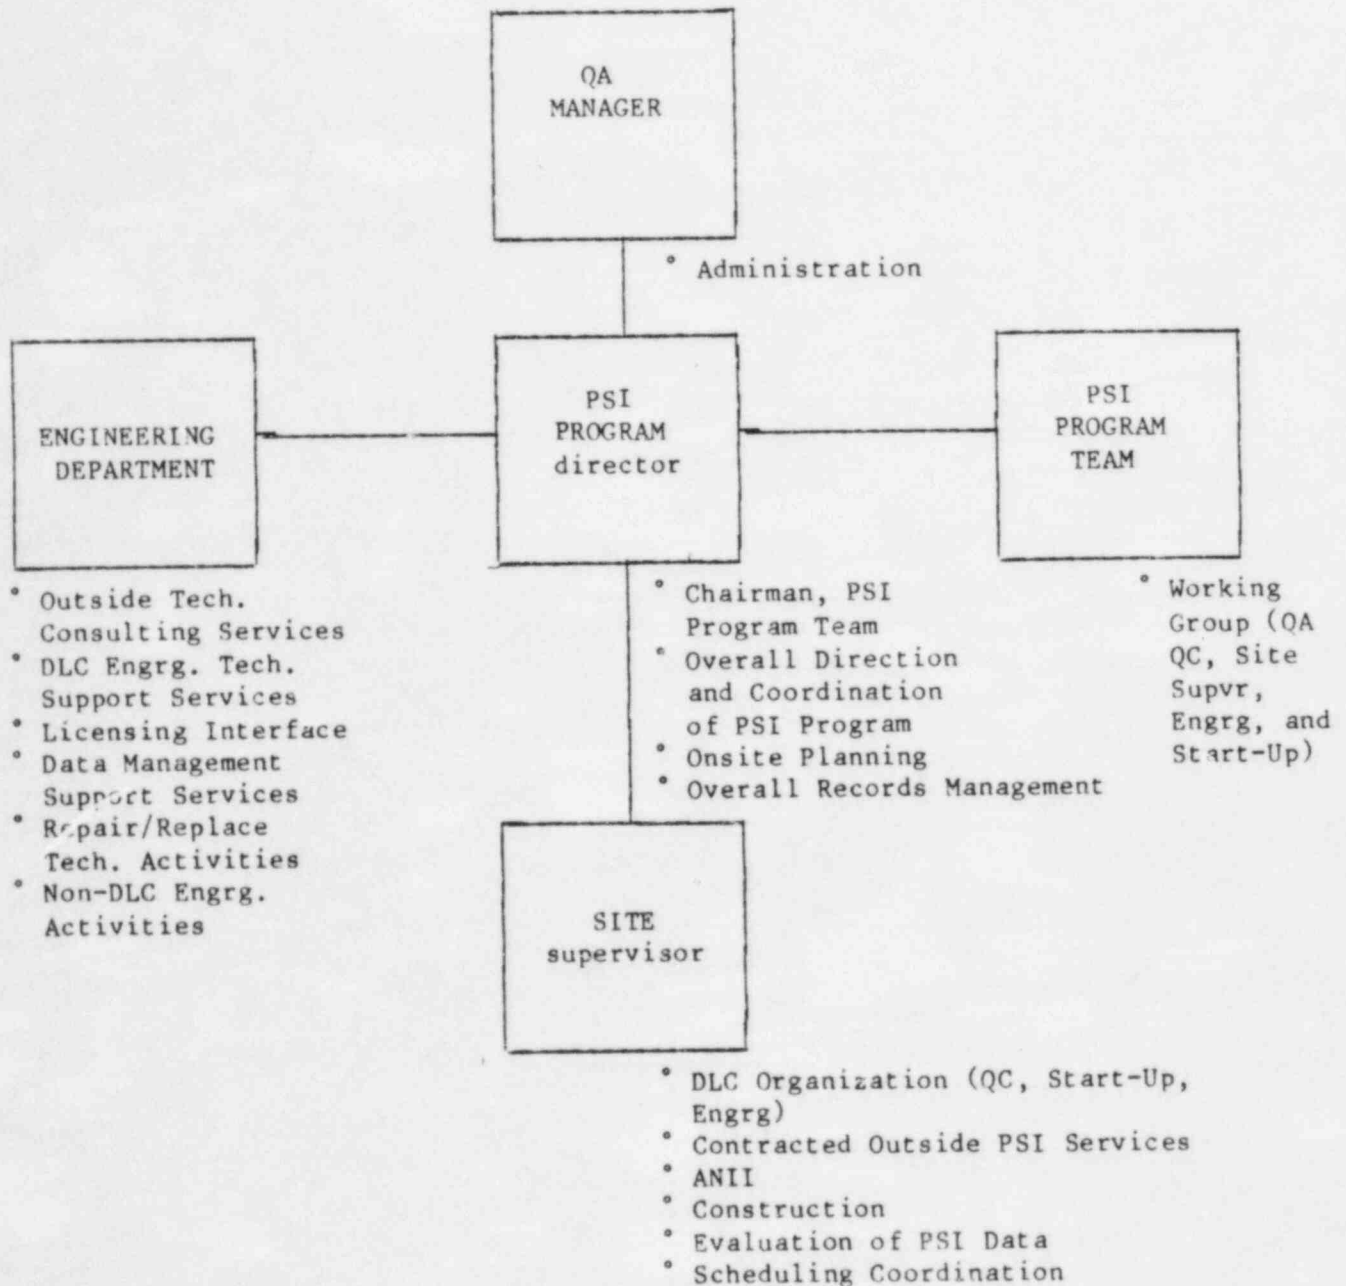 QA
MANAGER
° Administration
ENGINEERING
DEPARTMENT
PSI
PROGRAM
director
PSI
PROGRAM
TEAM
° Outside Tech.
Consulting Services
° DLC Engrg. Tech.
Support Services
° Licensing Interface
° Data Management
Support Services
° Repair/Replace
Tech. Activities
° Non-DLC Engrg.
Activities
° Chairman, PSI
Program Team
° Overall Direction
and Coordination
of PSI Program
° Onsite Planning
° Overall Records Management
° Working
Group (QA
QC, Site
Supvr,
Engrg, and
Start-Up)
SITE
supervisor
° DLC Organization (QC, Start-Up,
Engrg)
° Contracted Outside PSI Services
° ANII
° Construction
° Evaluation of PSI Data
° Scheduling Coordination